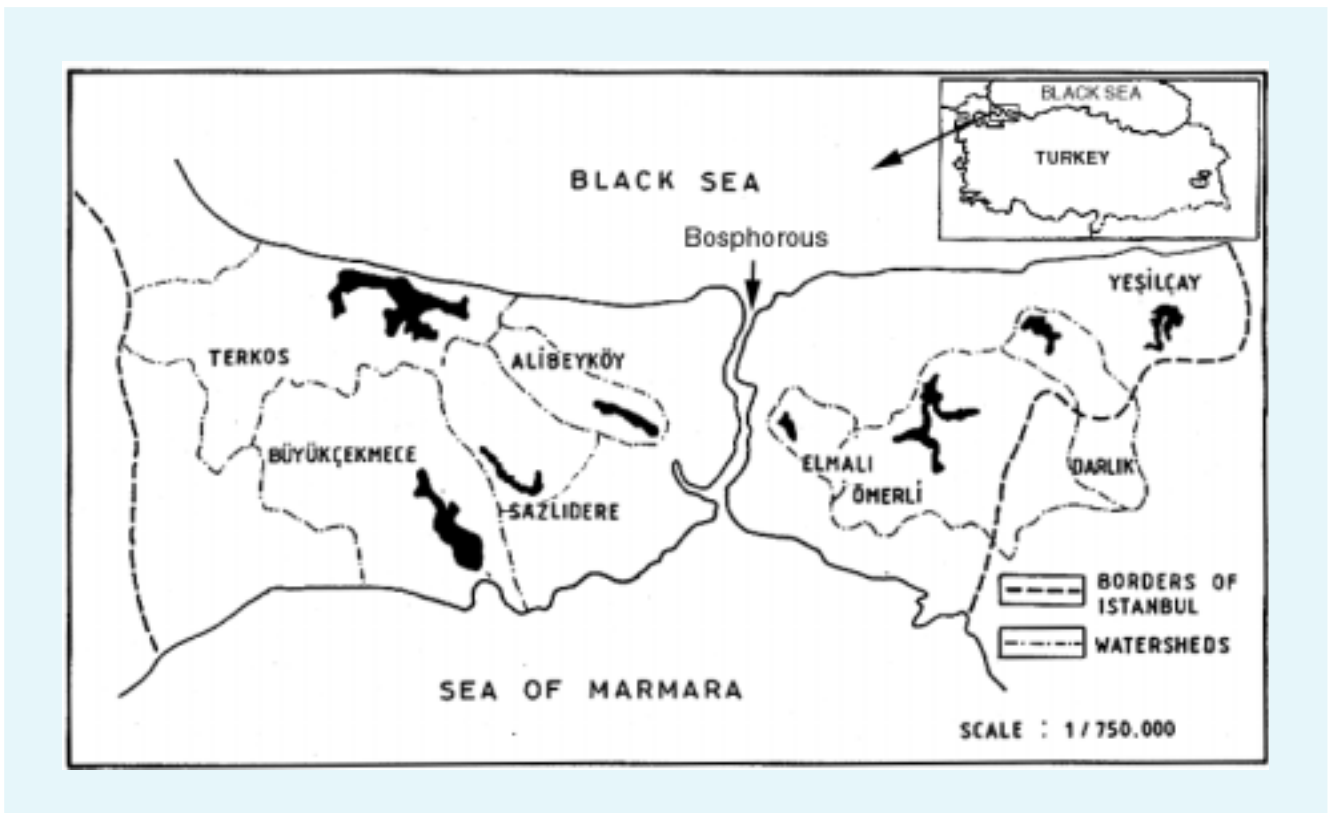 BLACK SEA
TURKEY
BLACK SEA
Bosphorous
YEŞİLÇAY
TERKOS
ALİBEYKÖY
BÜYÜKÇEKMECE
ELMALI
DARLIK
ÖMERLİ
SAZLIDERE
BORDERS OF
ISTANBUL
WATERSHEDS
SEA OF MARMARA
SCALE : 1/750.000